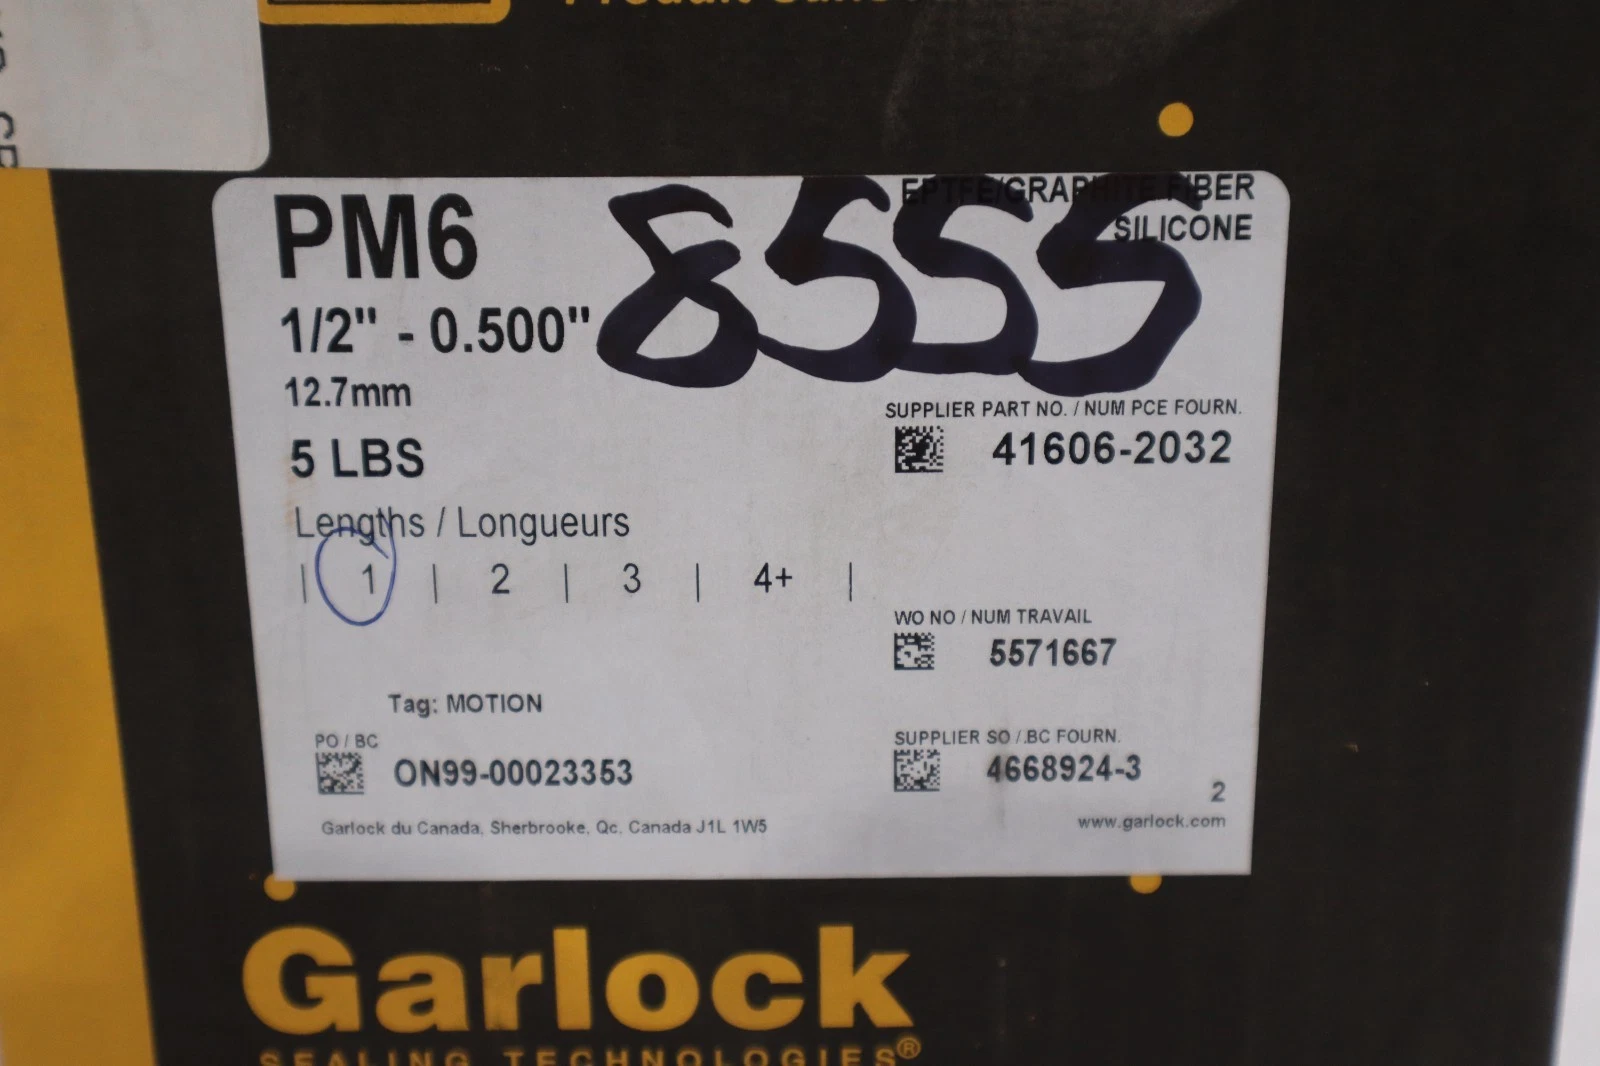 PM6
8555
EPTFE/GRAPHITE FIBER
SILICONE
1/2" - 0.500"
12.7mm
5 LBS
SUPPLIER PART NO. / NUM PCE FOURN.
41606-2032
Lengths / Longueurs
| 1 | 2 | 3 | 4+ |
WO NO / NUM TRAVAIL
5571667
Tag: MOTION
PO / BC
ON99-00023353
SUPPLIER SO / BC FOURN.
4668924-3
2
Garlock du Canada, Sherbrooke, Qc. Canada J1L 1W5
www.garlock.com
Garlock
SEALING TECHNOLOGIES®